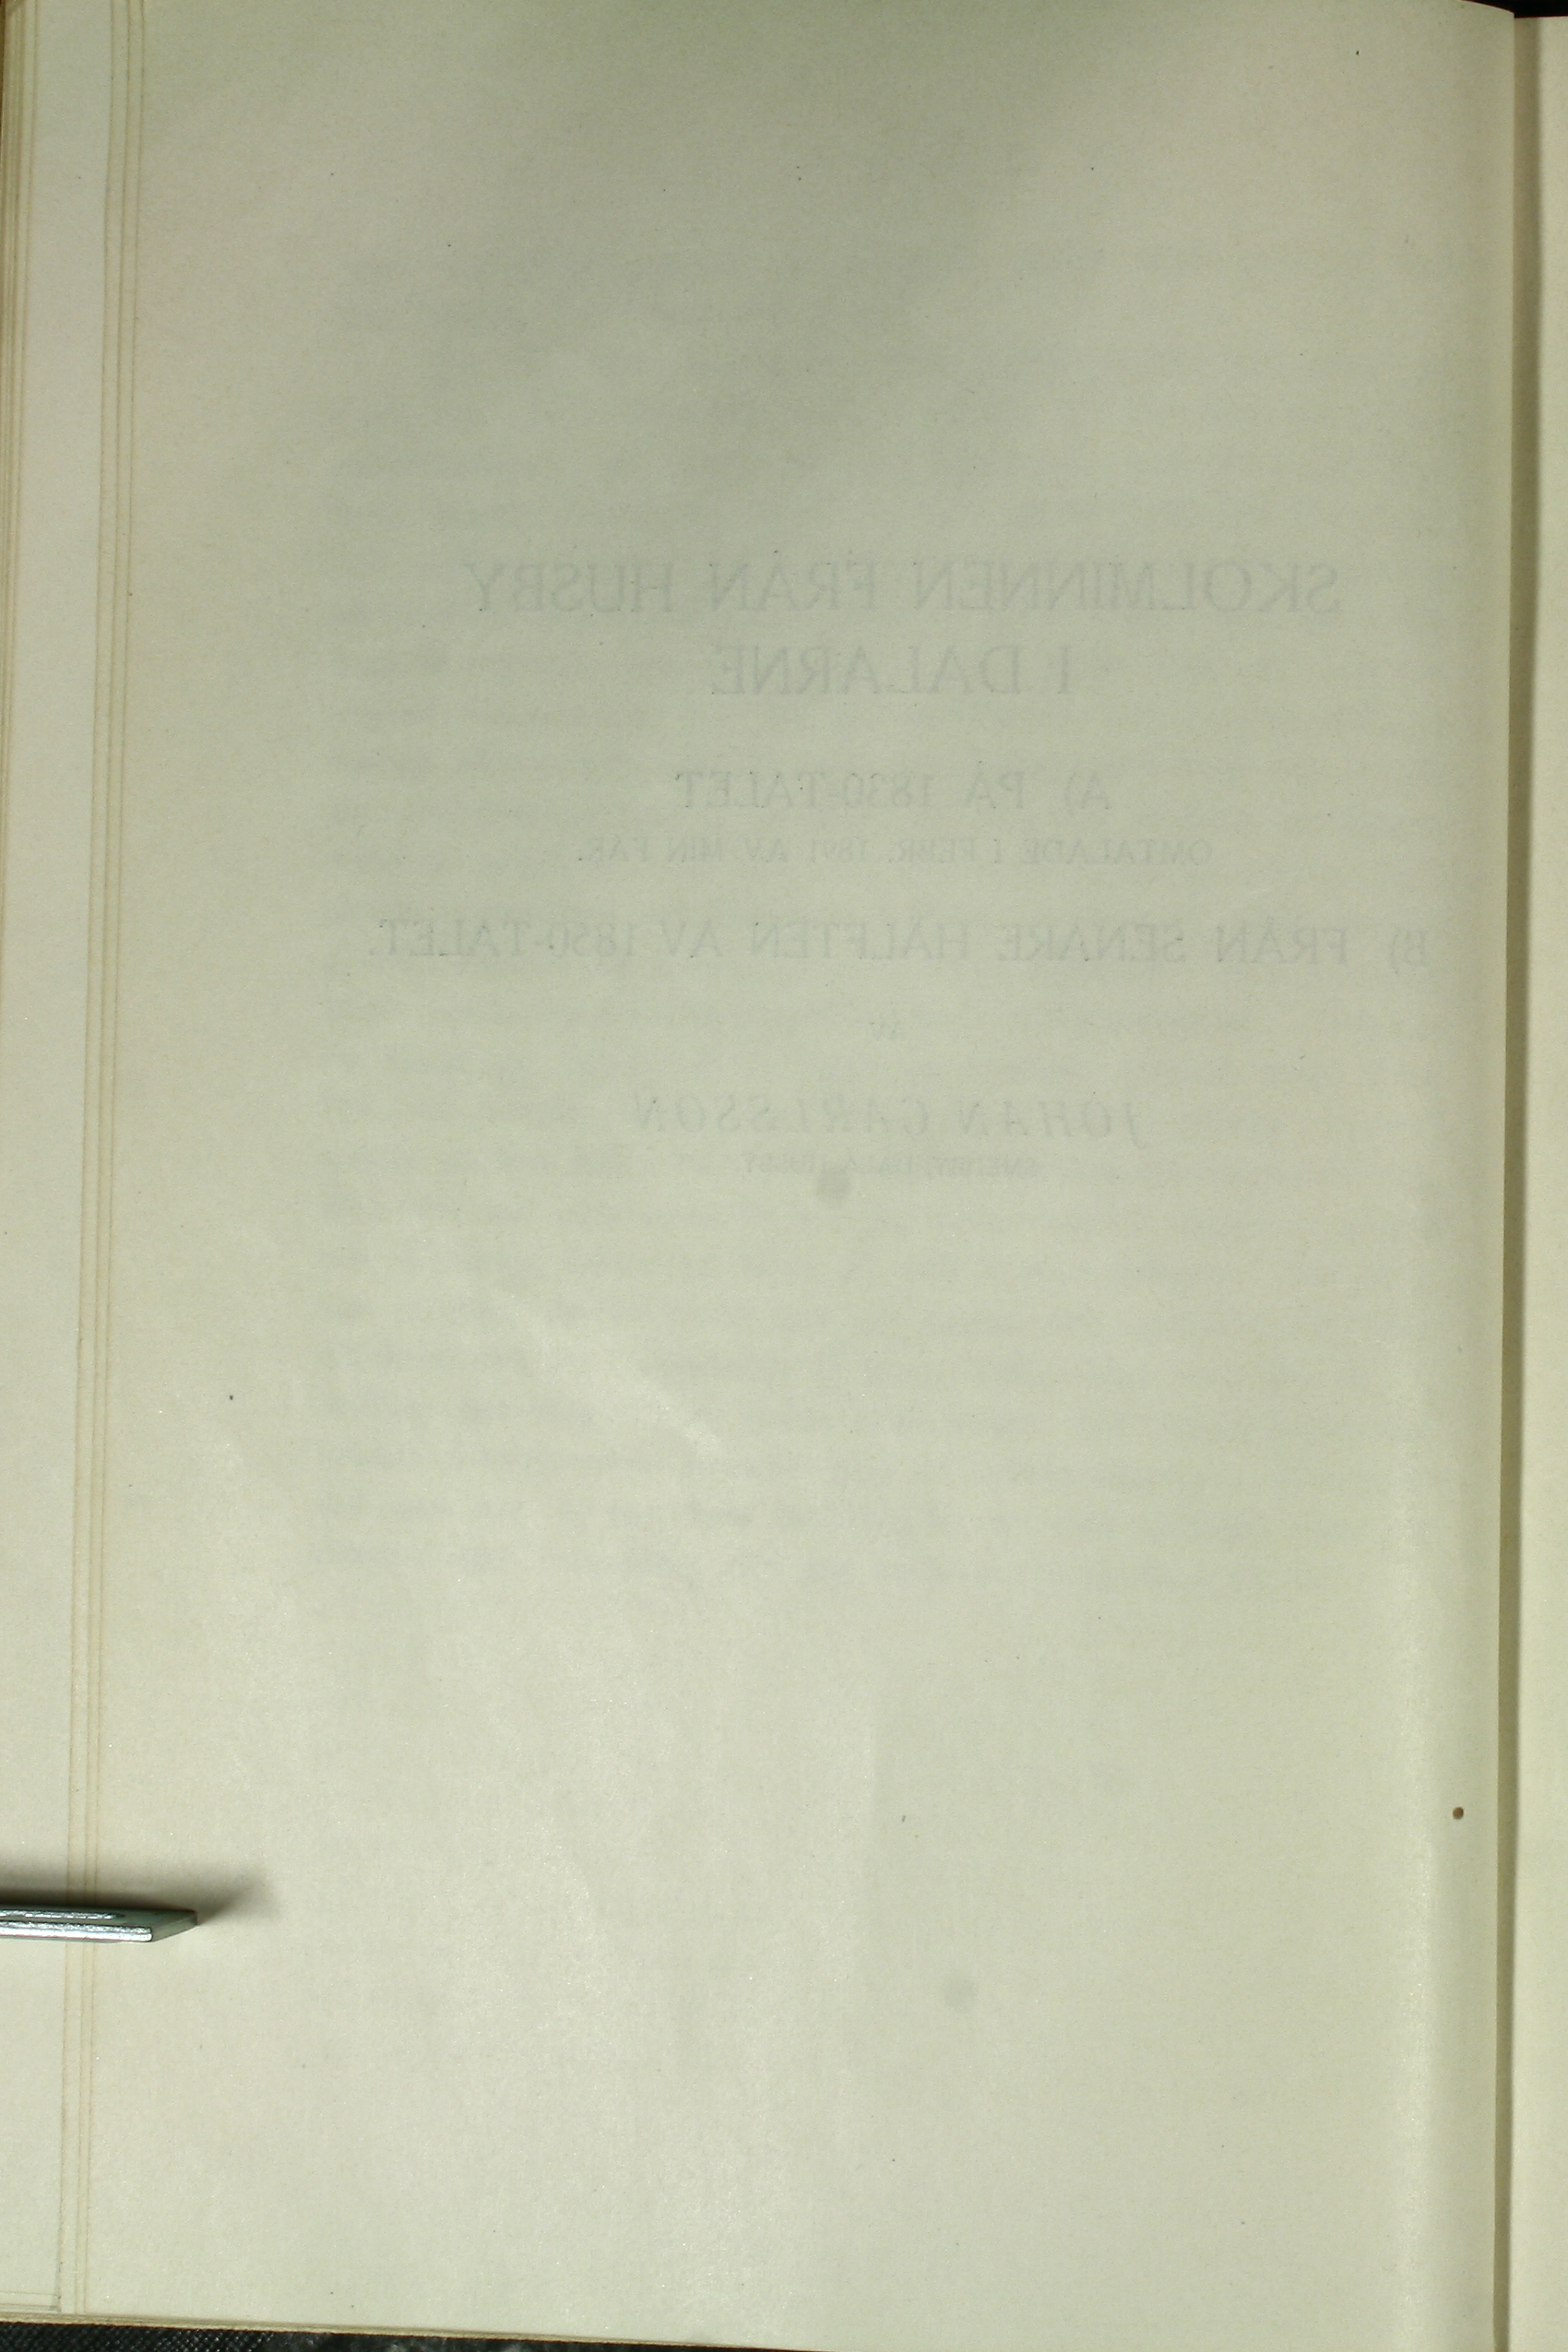 SKOLMINNEN FRÅN HUSBY
I DALARNE
A) PÅ 1830-TALET
OMTALADE I FEBR. 1891 AV MIN FAR.
B) FRÅN SENARE HÄLFTEN AV 1850-TALET.
AV
JOHAN CARLSSON